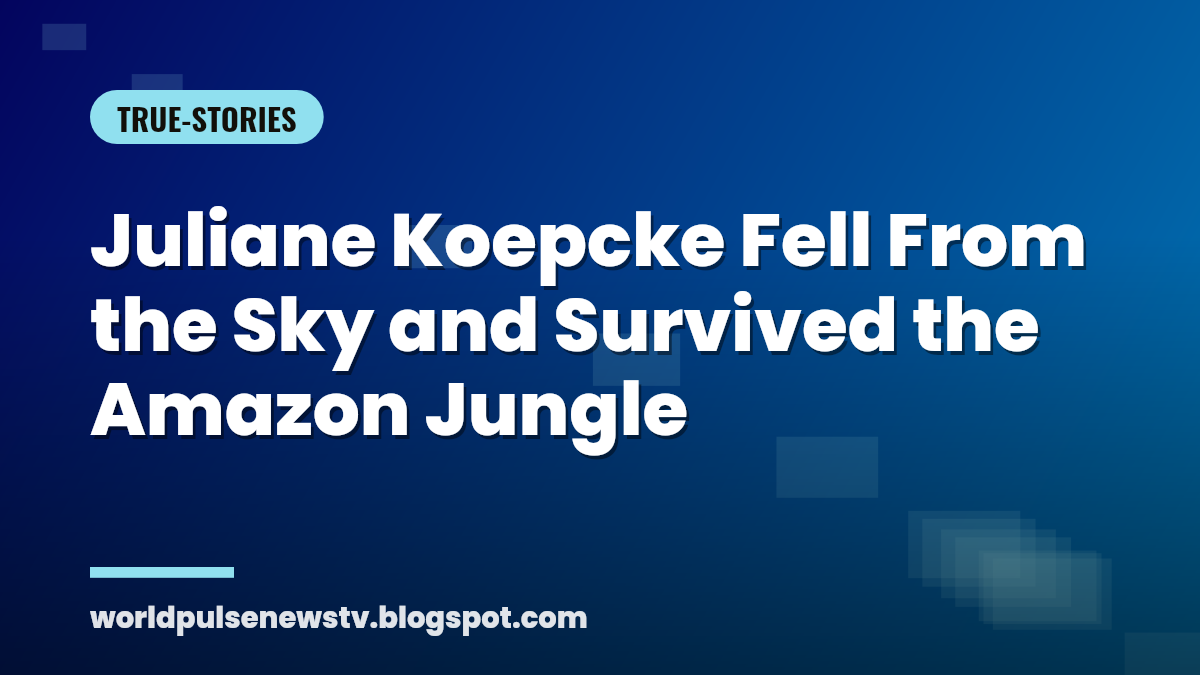 TRUE-STORIES
Juliane Koepcke Fell From
the Sky and Survived the
Amazon Jungle
worldpulsenewstv.blogspot.com